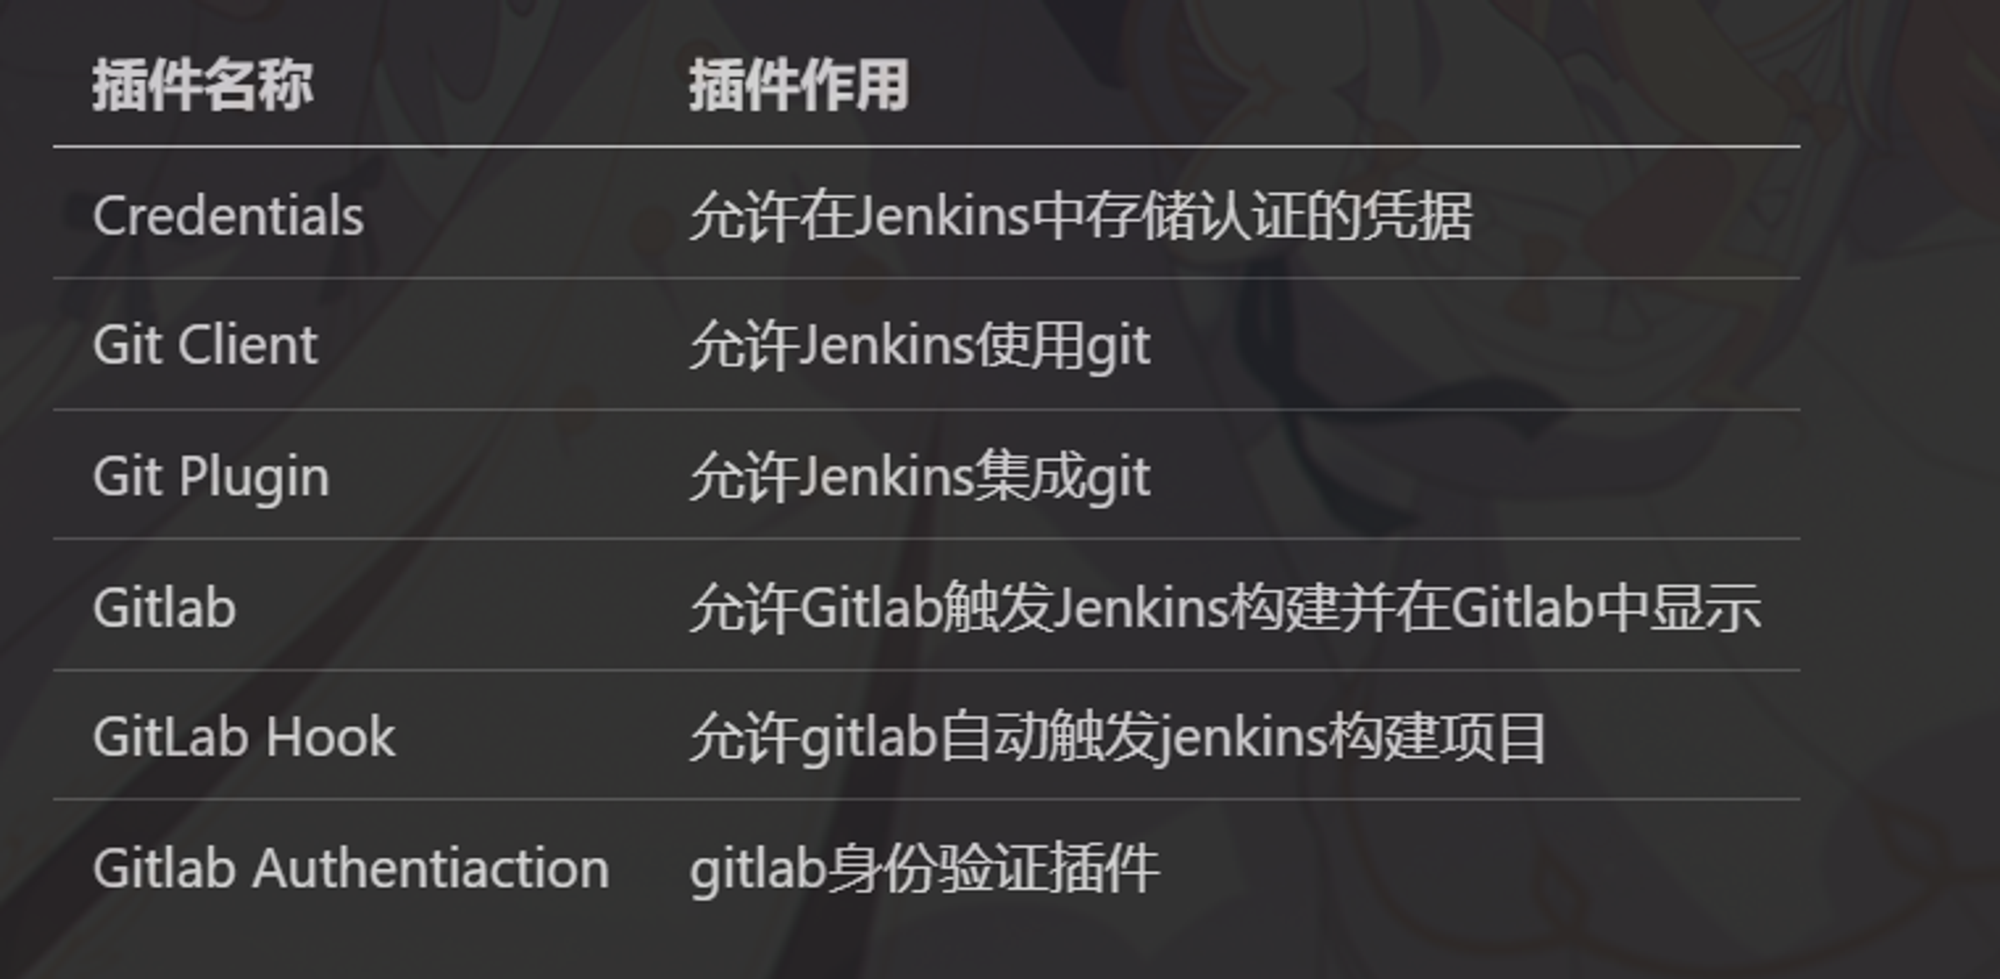 插件名称 插件作用
Credentials 允许在Jenkins中存储认证的凭据
Git Client 允许Jenkins使用git
Git Plugin 允许Jenkins集成git
Gitlab 允许Gitlab触发Jenkins构建并在Gitlab中显示
GitLab Hook 允许gitlab自动触发jenkins构建项目
Gitlab Authentiaction gitlab身份验证插件